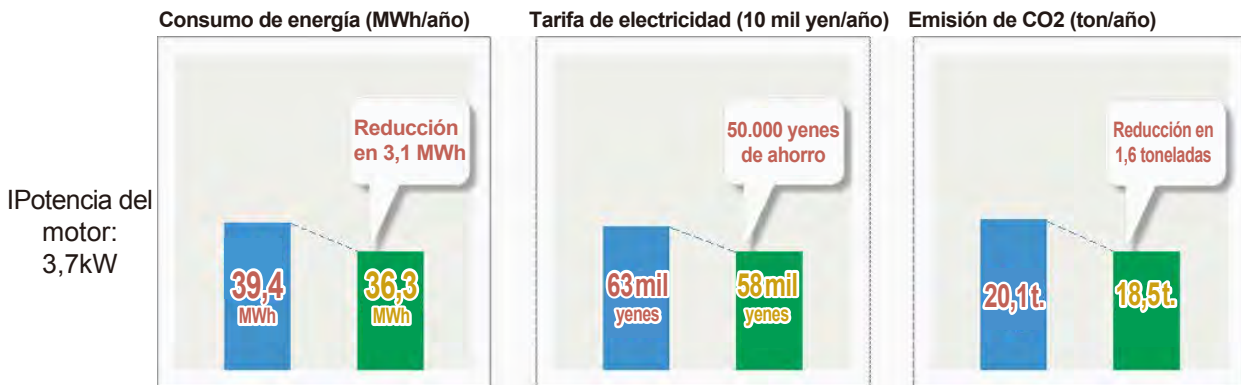 Consumo de energía (MWh/año)
Tarifa de electricidad (10 mil yen/año)
Emisión de CO2 (ton/año)
IPotencia del
motor:
3,7kW
Reducción
en 3,1 MWh
39,4
MWh
36,3
MWh
50.000 yenes
de ahorro
63mil
yenes
58mil
yenes
Reducción en
1,6 toneladas
20,1t.
18,5t.